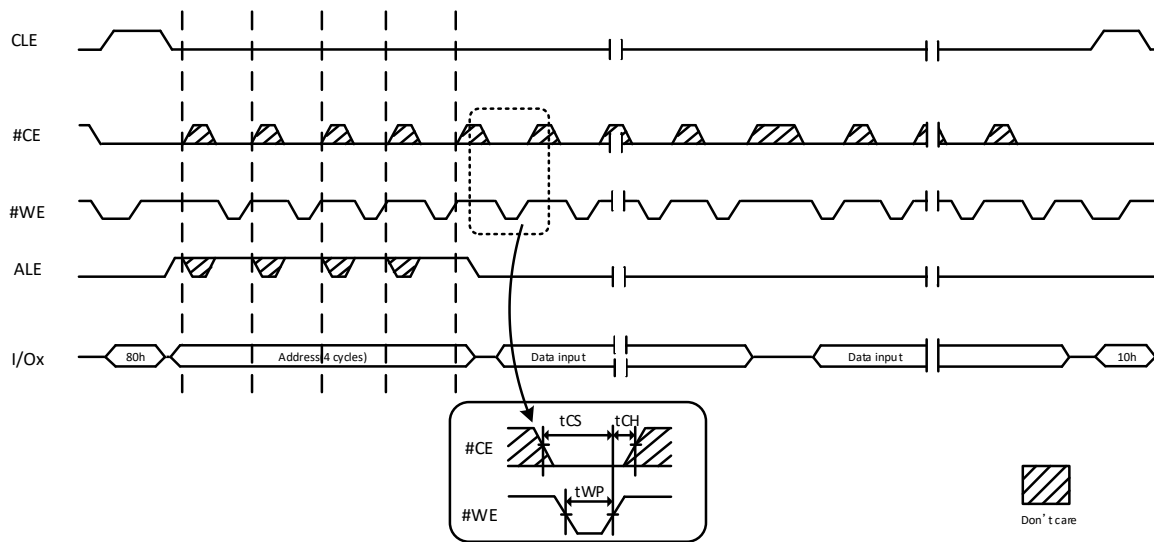 CLE
#CE
#WE
ALE
I/Ox
80h
Address(4 cycles)
Data input
Data input
10h
tCS
tCH
#CE
tWP
#WE
Don't care